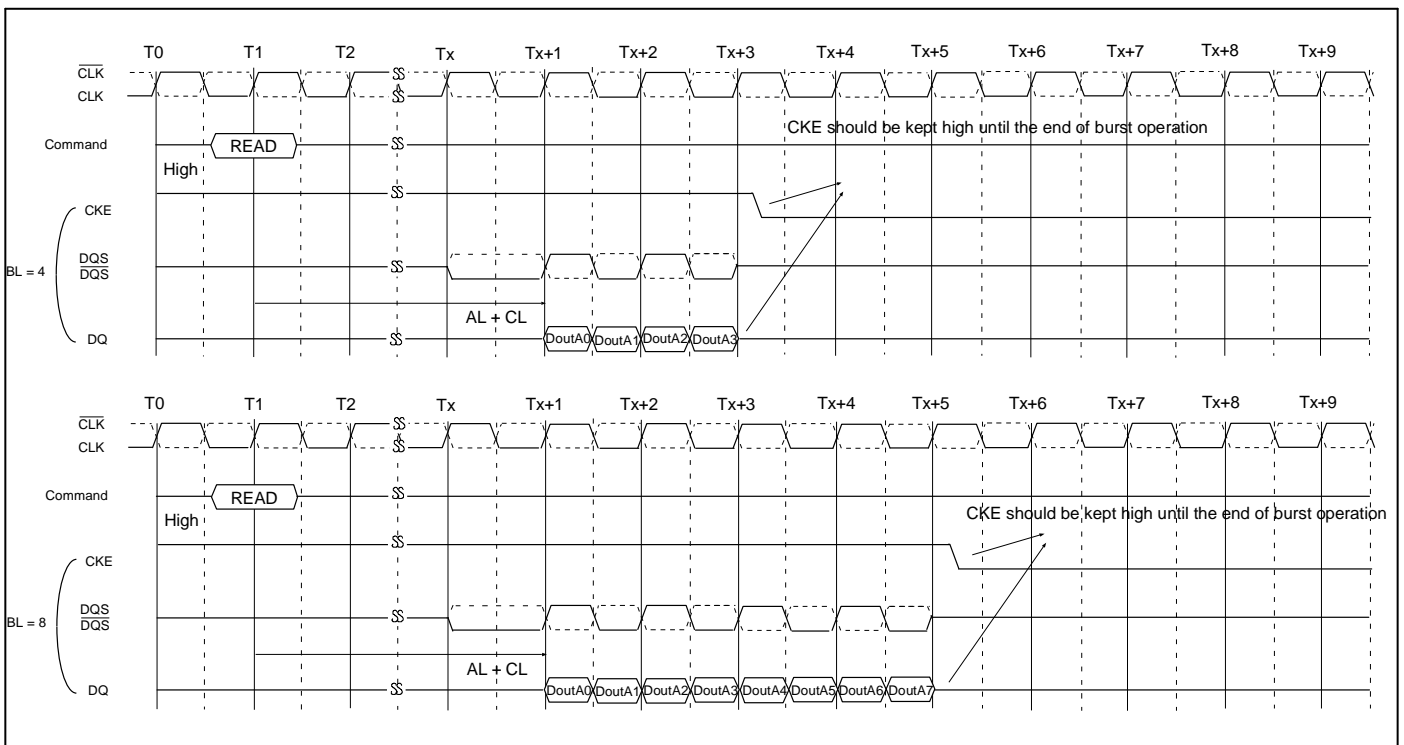 T0 T1 T2 Tx Tx+1 Tx+2 Tx+3 Tx+4 Tx+5 Tx+6 Tx+7 Tx+8 Tx+9
CLK
CLK
CKE should be kept high until the end of burst operation
Command READ
High
CKE
DQS
DQS
BL = 4
AL + CL
DQ DoutA0 DoutA1 DoutA2 DoutA3
T0 T1 T2 Tx Tx+1 Tx+2 Tx+3 Tx+4 Tx+5 Tx+6 Tx+7 Tx+8 Tx+9
CLK
CLK
Command READ
CKE should be kept high until the end of burst operation
High
CKE
DQS
DQS
BL = 8
AL + CL
DQ DoutA0 DoutA1 DoutA2 DoutA3 DoutA4 DoutA5 DoutA6 DoutA7